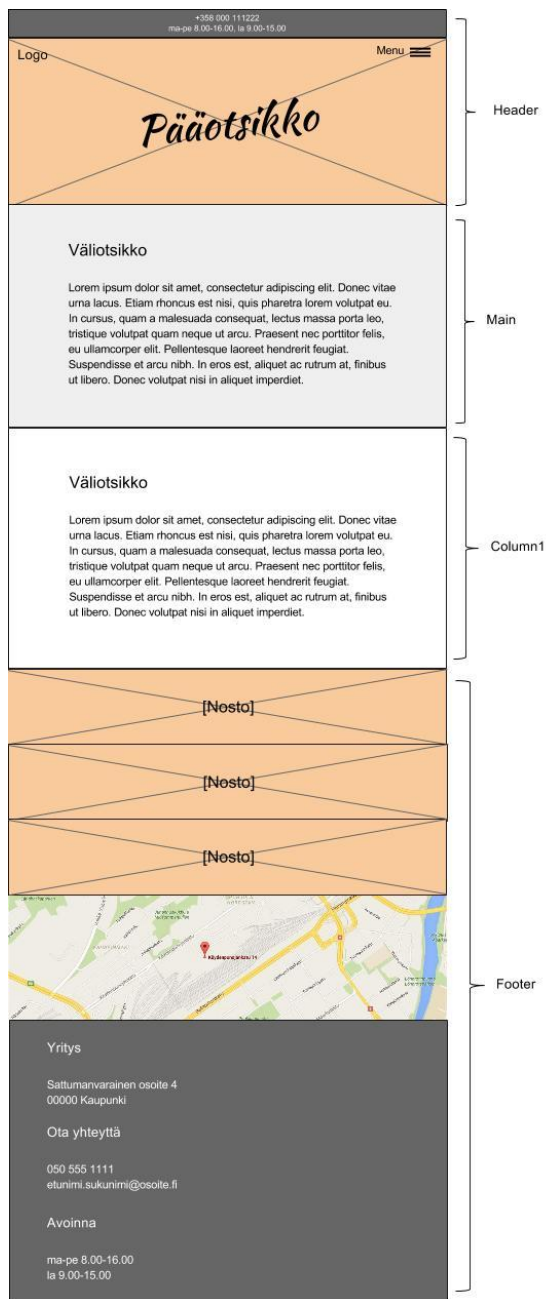 +358 000 111222
ma-pe 8.00-16.00, la 9.00-15.00
Logo
Menu
Pääotsikko
Header
Väliotsikko
Lorem ipsum dolor sit amet, consectetur adipiscing elit. Donec vitae
urna lacus. Etiam rhoncus est nisi, quis pharetra lorem volutpat eu.
In cursus, quam a malesuada consequat, lectus massa porta leo,
tristique volutpat quam neque ut arcu. Praesent nec porttitor felis,
eu ullamcorper elit. Pellentesque laoreet hendrerit feugiat.
Suspendisse et arcu nibh. In eros est, aliquet ac rutrum at, finibus
ut libero. Donec volutpat nisi in aliquet imperdiet.
Main
Väliotsikko
Lorem ipsum dolor sit amet, consectetur adipiscing elit. Donec vitae
urna lacus. Etiam rhoncus est nisi, quis pharetra lorem volutpat eu.
In cursus, quam a malesuada consequat, lectus massa porta leo,
tristique volutpat quam neque ut arcu. Praesent nec porttitor felis,
eu ullamcorper elit. Pellentesque laoreet hendrerit feugiat.
Suspendisse et arcu nibh. In eros est, aliquet ac rutrum at, finibus
ut libero. Donec volutpat nisi in aliquet imperdiet.
Column1
[Nosto]
[Nosto]
[Nosto]
Footer
Yritys
Sattumanvarainen osoite 4
00000 Kaupunki
Ota yhteyttä
050 555 1111
etunimi.sukunimi@osoite.fi
Avoinna
ma-pe 8.00-16.00
la 9.00-15.00